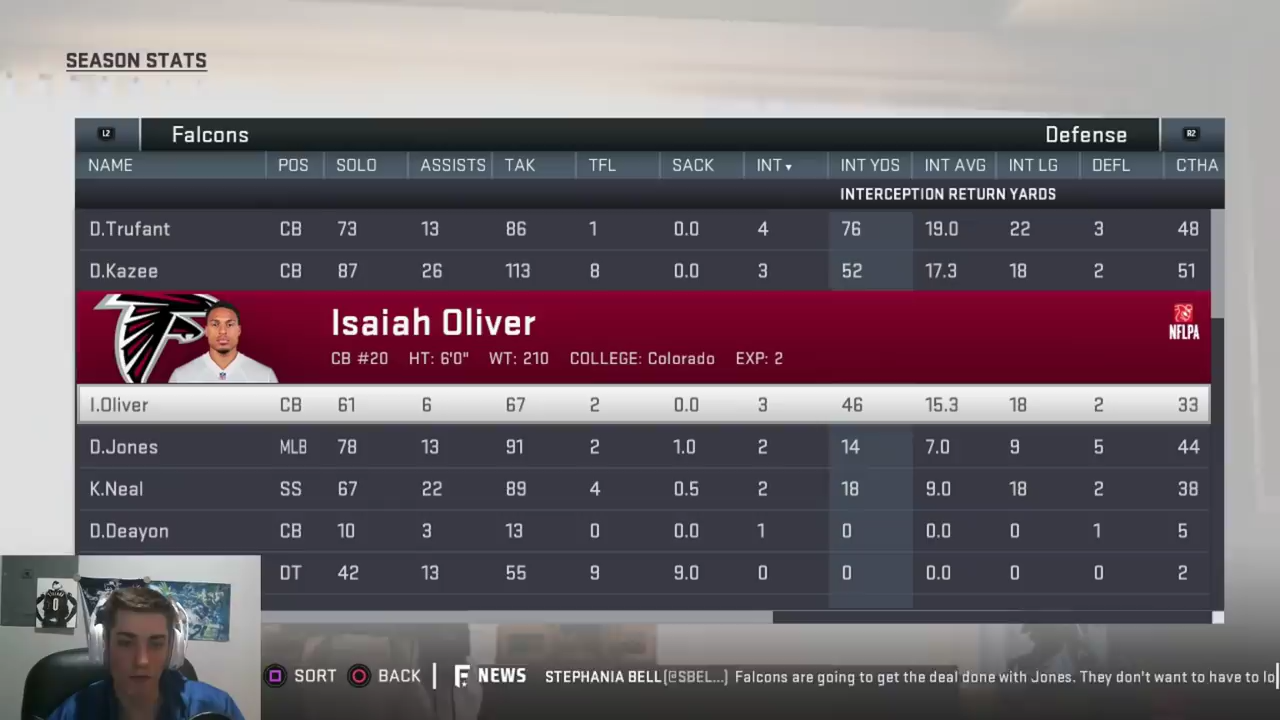 SEASON STATS
L2 Falcons Defense R2
NAME POS SOLO ASSISTS TAK TFL SACK INT INT YDS INT AVG INT LG DEFL CTHA
INTERCEPTION RETURN YARDS
D.Trufant CB 73 13 86 1 0.0 4 76 19.0 22 3 48
D.Kazee CB 87 26 113 8 0.0 3 52 17.3 18 2 51
Isaiah Oliver
NFLPA
CB #20 HT: 6'0" WT: 210 COLLEGE: Colorado EXP: 2
I.Oliver CB 61 6 67 2 0.0 3 46 15.3 18 2 33
D.Jones MLB 78 13 91 2 1.0 2 14 7.0 9 5 44
K.Neal SS 67 22 89 4 0.5 2 18 9.0 18 2 38
D.Deayon CB 10 3 13 0 0.0 1 0 0.0 0 1 5
DT 42 13 55 9 9.0 0 0 0.0 0 0 2
0
SORT BACK F NEWS STEPHANIA BELL[@SBEL...] Falcons are going to get the deal done with Jones. They don't want to have to lo